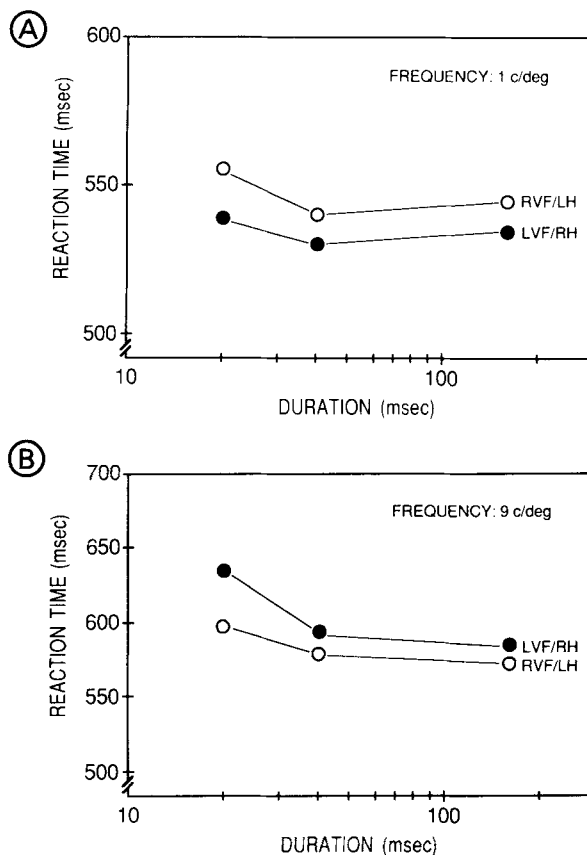 A
600
FREQUENCY: 1 c/deg
REACTION TIME (msec)
550
RVF/LH
LVF/RH
500
10
100
DURATION (msec)
B
700
FREQUENCY: 9 c/deg
650
REACTION TIME (msec)
600
LVF/RH
RVF/LH
550
500
10
100
DURATION (msec)